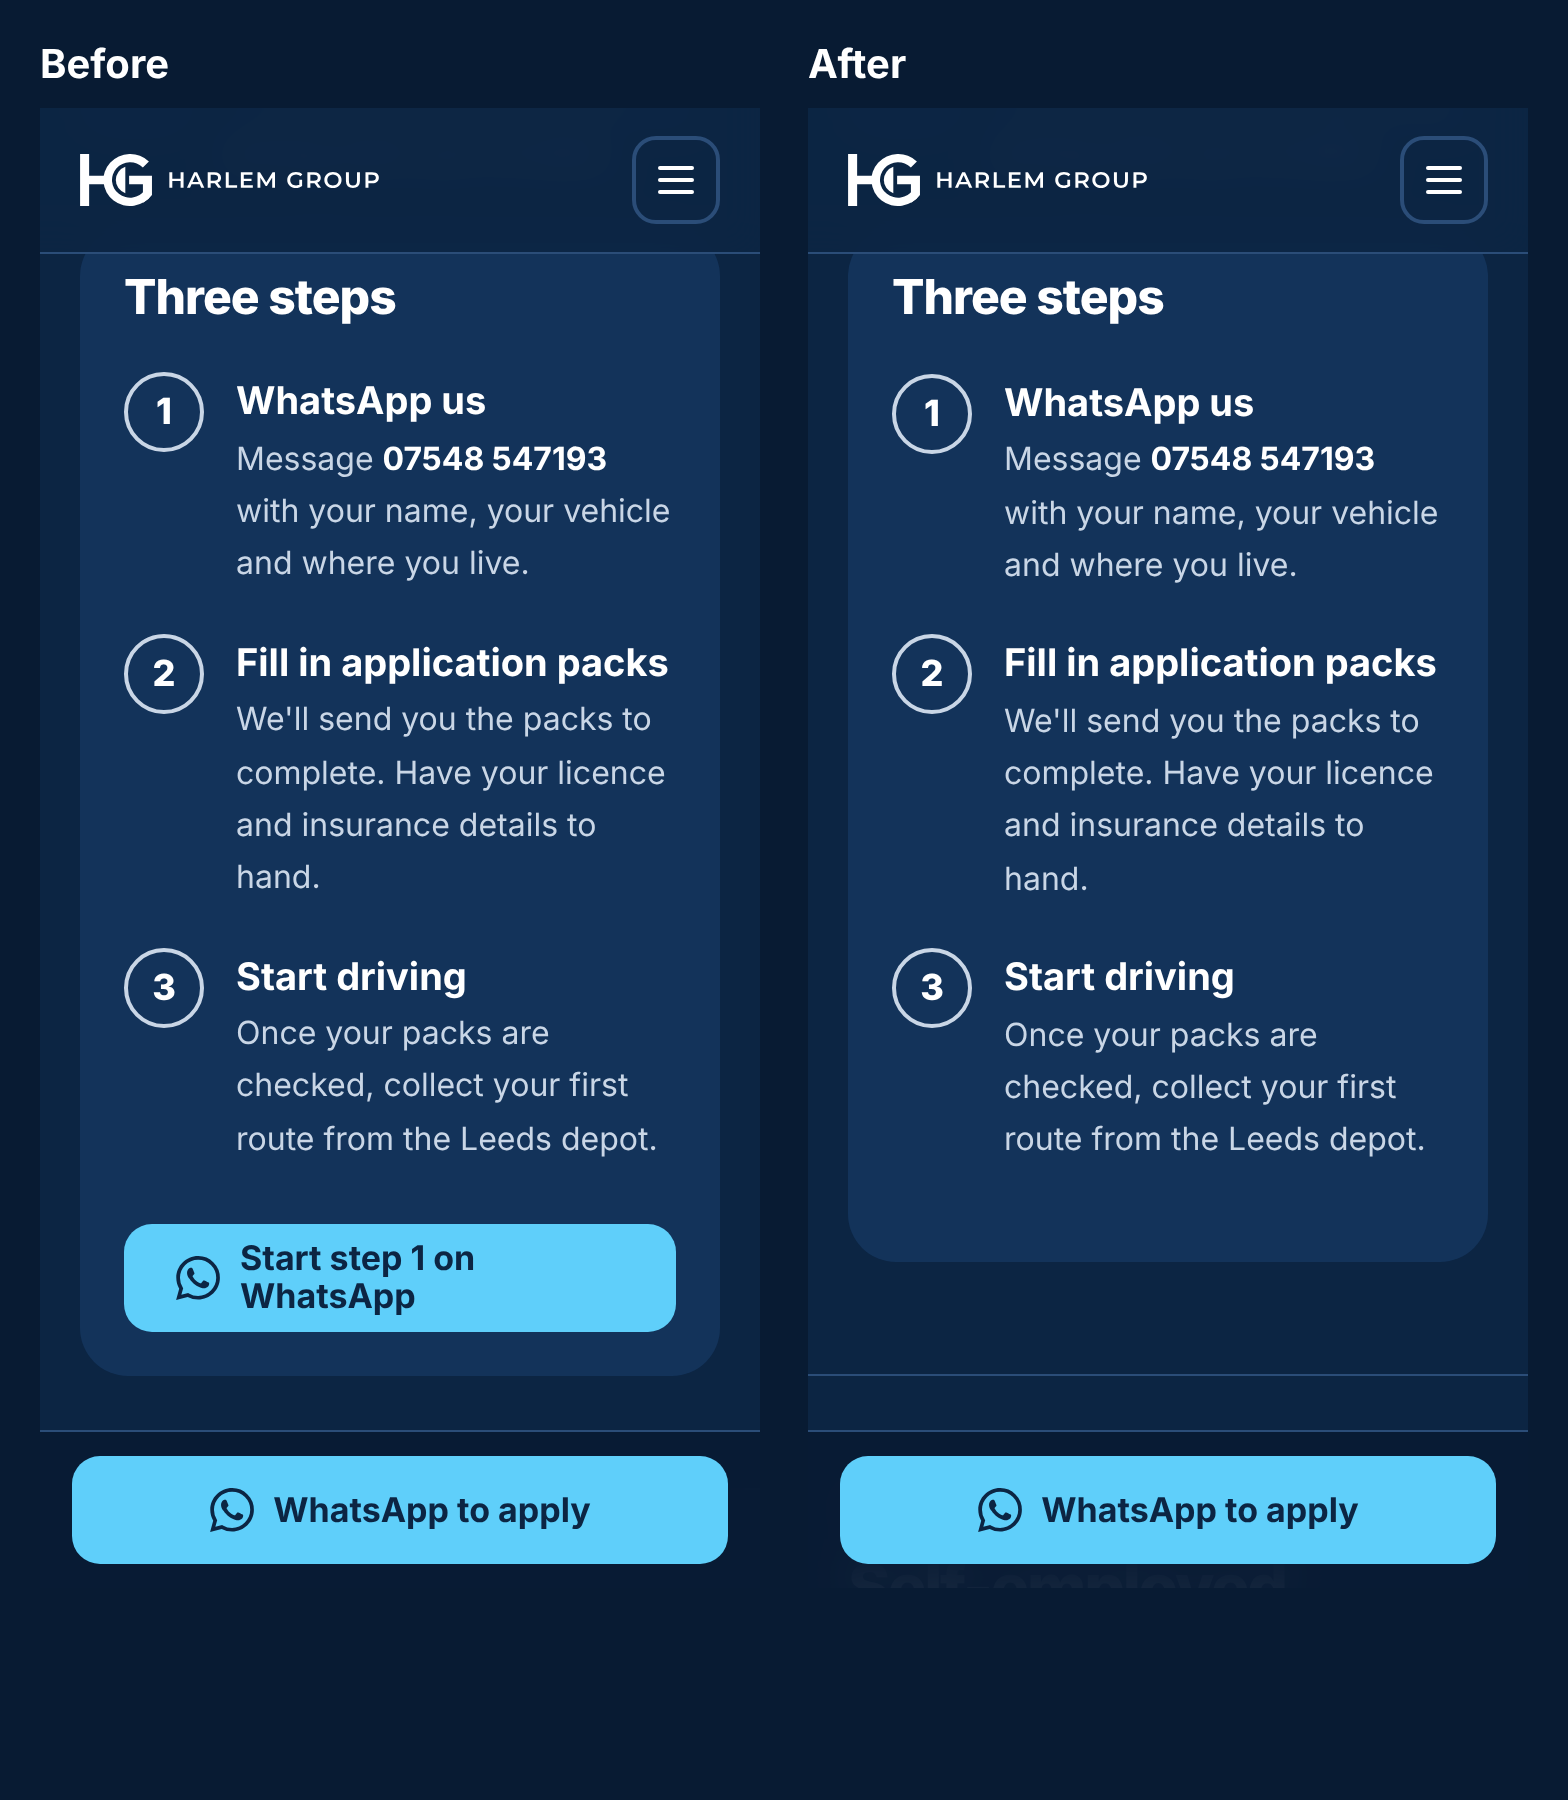 Before
HG HARLEM GROUP
Three steps
1
WhatsApp us
Message 07548 547193
with your name, your vehicle
and where you live.
2
Fill in application packs
We'll send you the packs to
complete. Have your licence
and insurance details to
hand.
3
Start driving
Once your packs are
checked, collect your first
route from the Leeds depot.
Start step 1 on
WhatsApp
WhatsApp to apply
After
HG HARLEM GROUP
Three steps
1
WhatsApp us
Message 07548 547193
with your name, your vehicle
and where you live.
2
Fill in application packs
We'll send you the packs to
complete. Have your licence
and insurance details to
hand.
3
Start driving
Once your packs are
checked, collect your first
route from the Leeds depot.
WhatsApp to apply
Self-employed